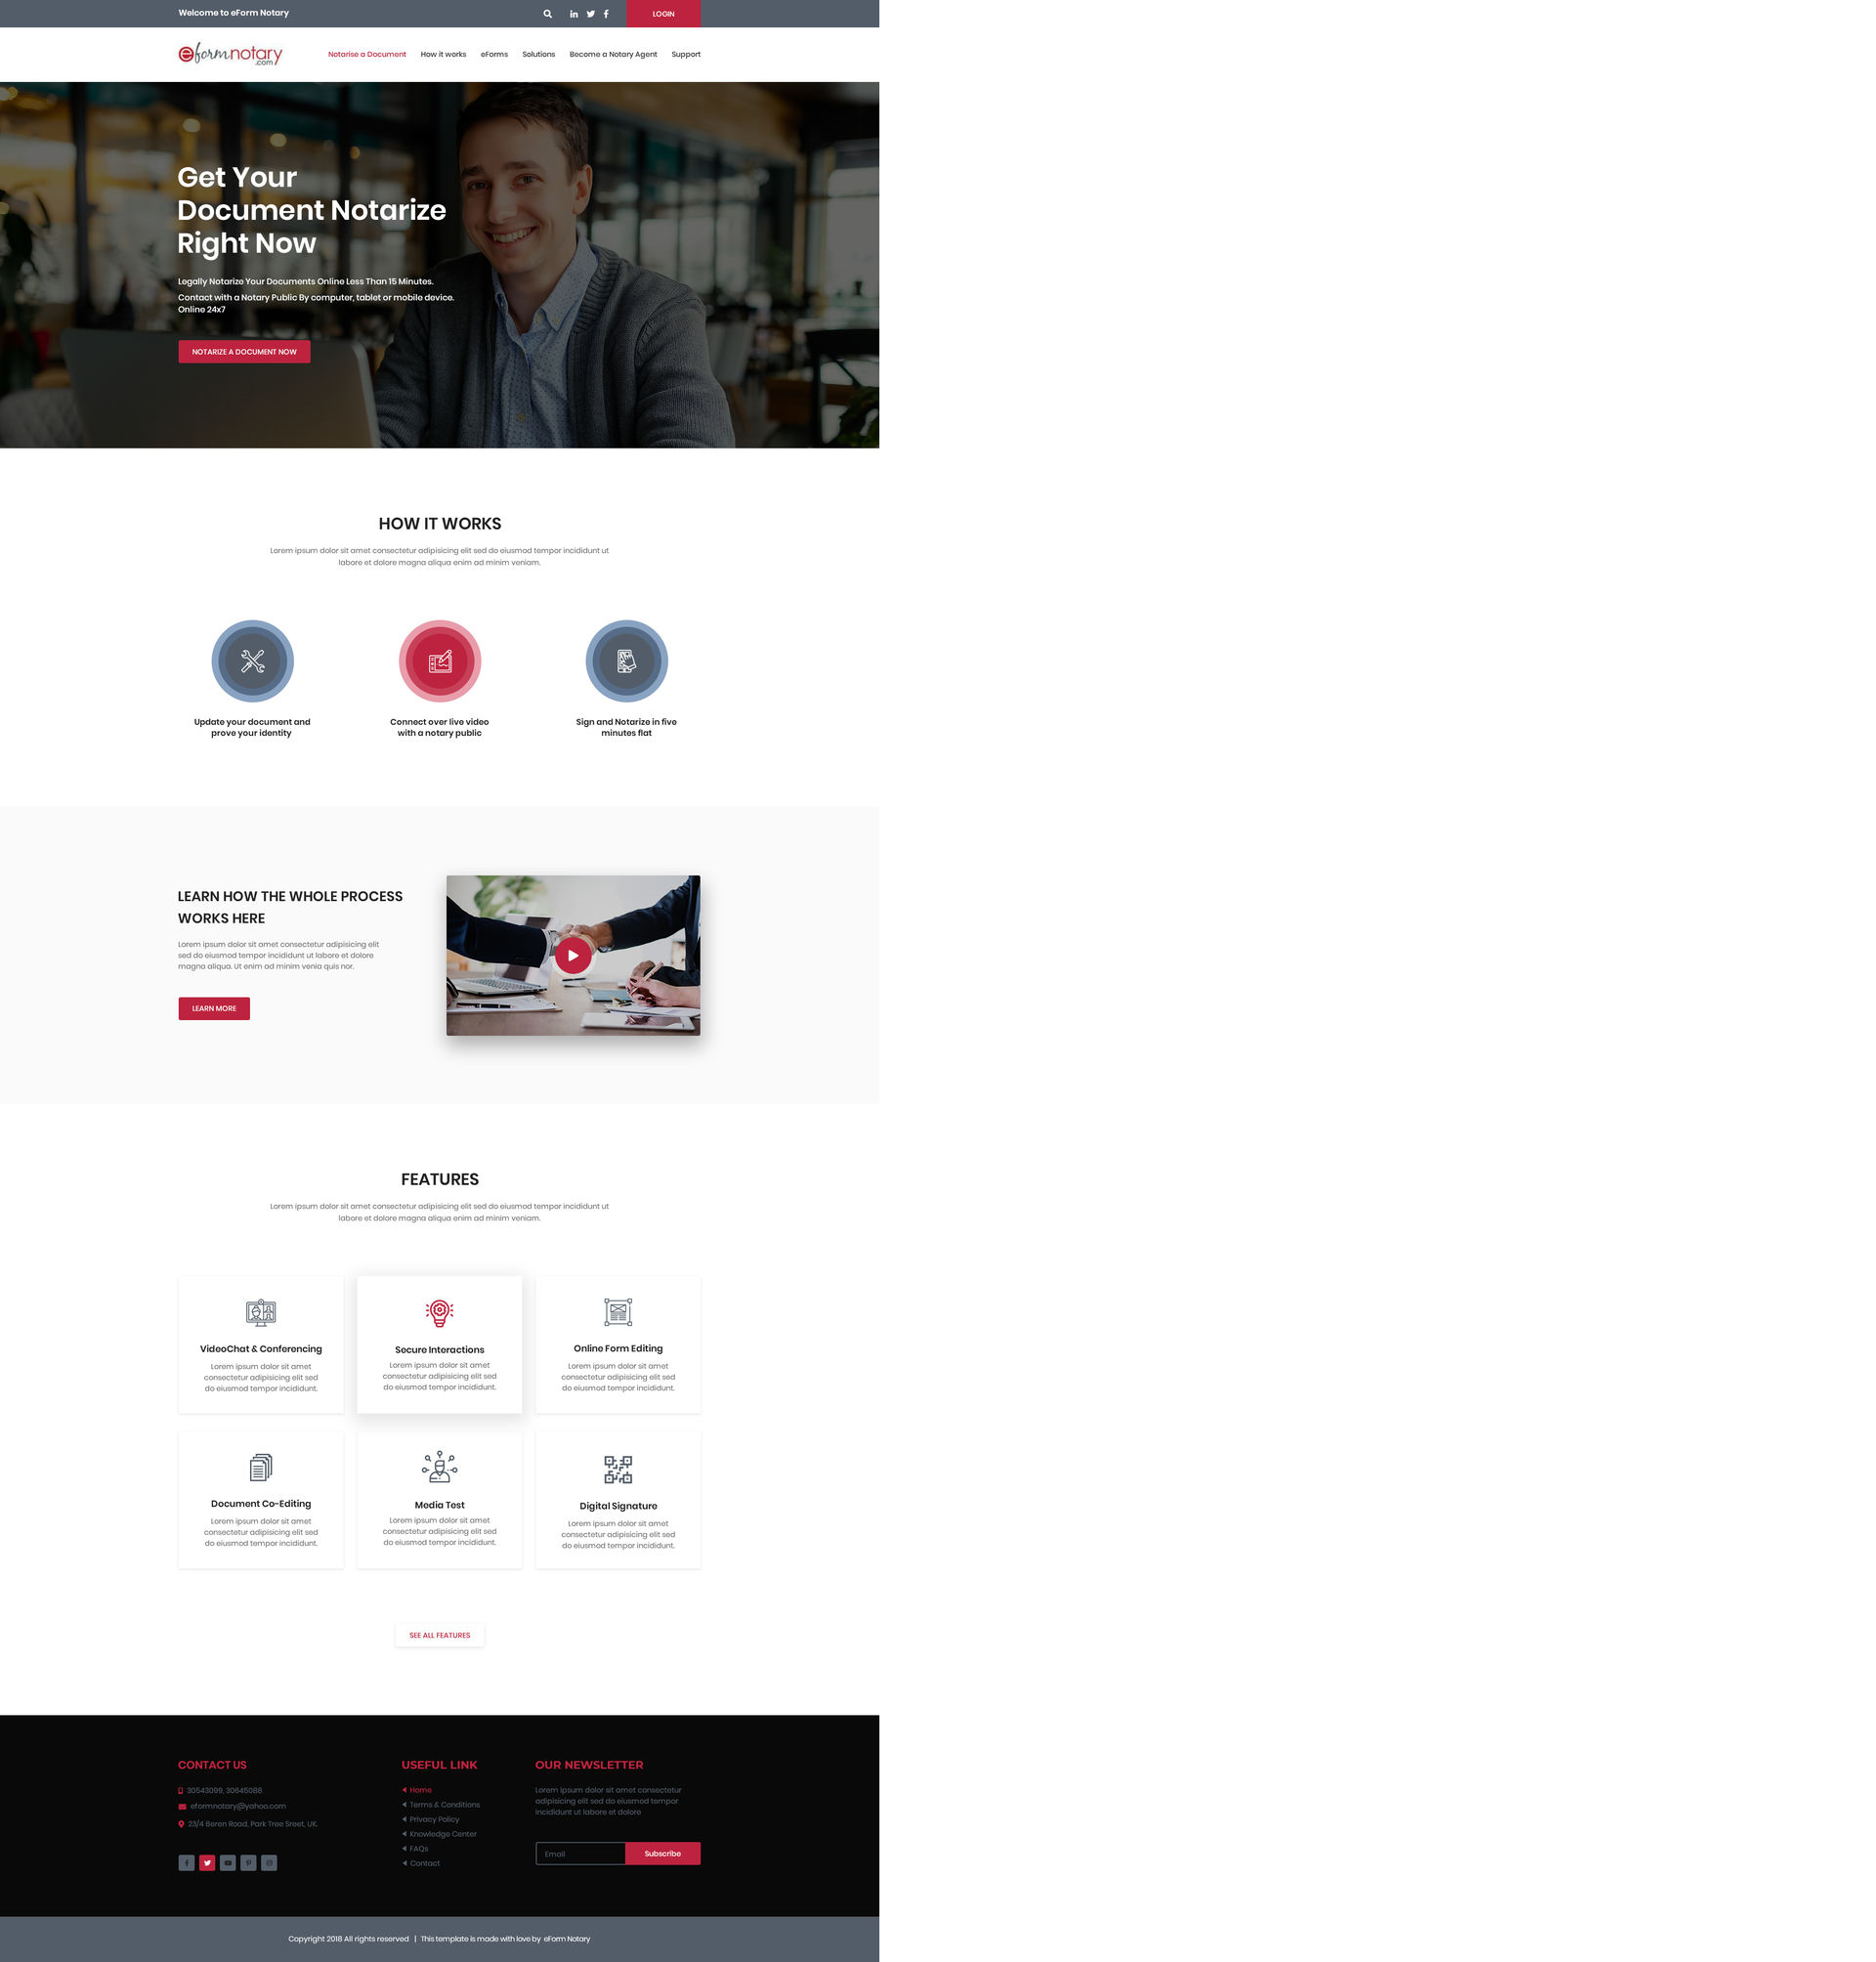 Welcome to eForm Notary
LOGIN
eformnotary
.com
Notarise a Document
How it works
eForms
Solutions
Become a Notary Agent
Support
Get Your
Document Notarize
Right Now
Legally Notarize Your Documents Online Less Than 15 Minutes.
Contact with a Notary Public By computer, tablet or mobile device.
Online 24x7
NOTARIZE A DOCUMENT NOW
HOW IT WORKS
Lorem ipsum dolor sit amet consectetur adipisicing elit sed do eiusmod tempor incididunt ut
labore et dolore magna aliqua enim ad minim veniam.
Update your document and
prove your identity
Connect over live video
with a notary public
Sign and Notarize in five
minutes flat
LEARN HOW THE WHOLE PROCESS
WORKS HERE
Lorem ipsum dolor sit amet consectetur adipisicing elit
sed do eiusmod tempor incididunt ut labore et dolore
magna aliqua. Ut enim ad minim venia quis nor.
LEARN MORE
FEATURES
Lorem ipsum dolor sit amet consectetur adipisicing elit sed do eiusmod tempor incididunt ut
labore et dolore magna aliqua enim ad minim veniam.
VideoChat & Conferencing
Lorem ipsum dolor sit amet
consectetur adipisicing elit sed
do eiusmod tempor incididunt.
Secure Interactions
Lorem ipsum dolor sit amet
consectetur adipisicing elit sed
do eiusmod tempor incididunt.
Online Form Editing
Lorem ipsum dolor sit amet
consectetur adipisicing elit sed
do eiusmod tempor incididunt.
Document Co-Editing
Lorem ipsum dolor sit amet
consectetur adipisicing elit sed
do eiusmod tempor incididunt.
Media Test
Lorem ipsum dolor sit amet
consectetur adipisicing elit sed
do eiusmod tempor incididunt.
Digital Signature
Lorem ipsum dolor sit amet
consectetur adipisicing elit sed
do eiusmod tempor incididunt.
SEE ALL FEATURES
CONTACT US
30543099, 30645088
eformnotary@yahoo.com
23/4 Beren Road, Park Tree Sreet, UK.
USEFUL LINK
Home
Terms & Conditions
Privacy Policy
Knowledge Center
FAQs
Contact
OUR NEWSLETTER
Lorem ipsum dolor sit amet consectetur
adipisicing elit sed do eiusmod tempor
incididunt ut labore et dolore
Email
Subscribe
Copyright 2018 All rights reserved | This template is made with love by eForm Notary